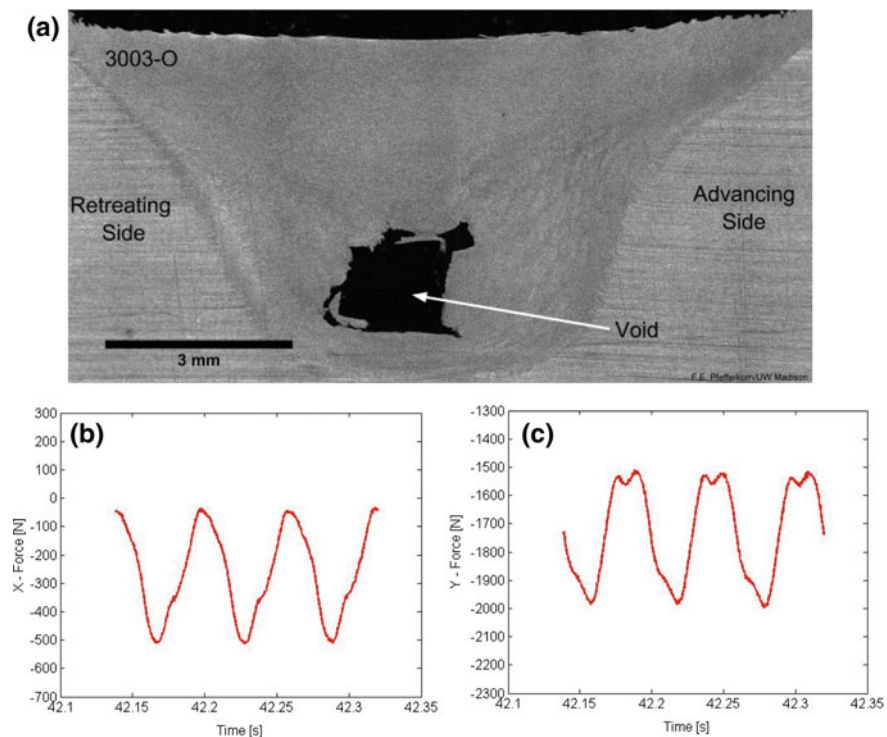 (a)
3003-O
Retreating
Side
Advancing
Side
Void
3 mm
F.E. Pfefferkorn/UW Madison
(b)
300
200
100
0
-100
-200
-300
-400
-500
-600
-700
X - Force [N]
42.1
42.15
42.2
42.25
42.3
42.35
Time [s]
(c)
-1300
-1400
-1500
-1600
-1700
-1800
-1900
-2000
-2100
-2200
-2300
Y - Force [N]
42.1
42.15
42.2
42.25
42.3
42.35
Time [s]